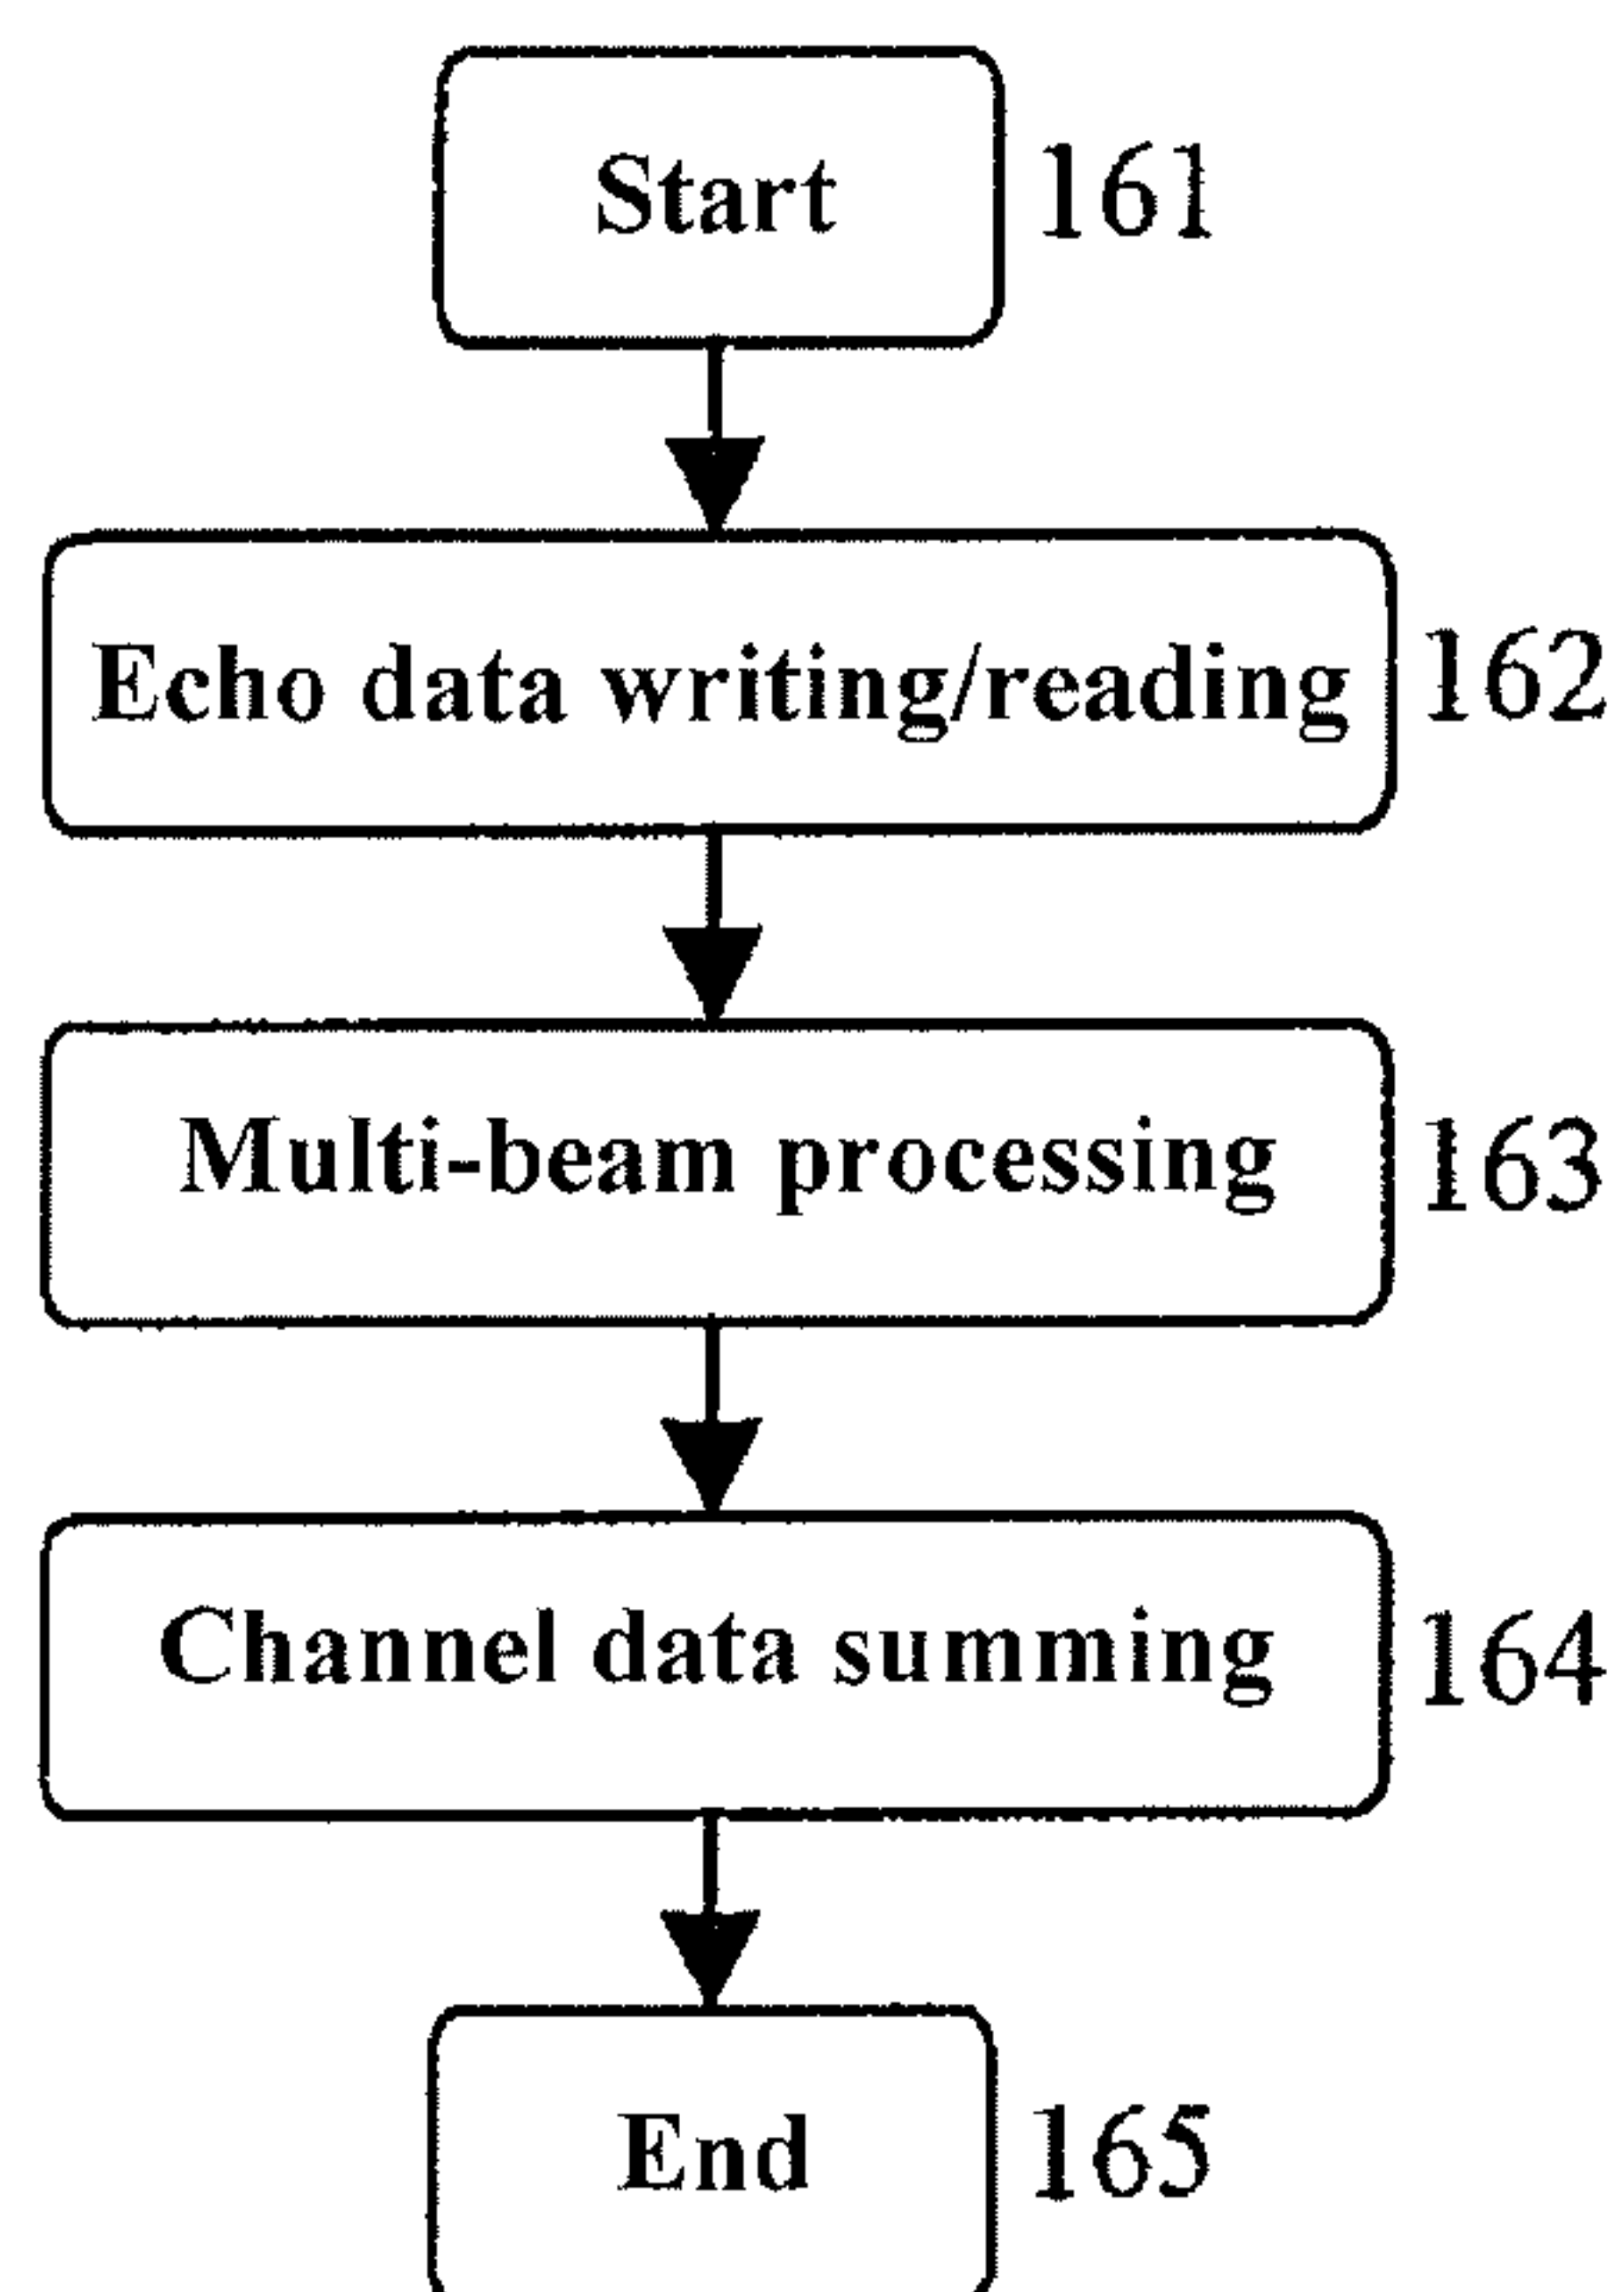 Start 161
Echo data writing/reading 162
Multi-beam processing 163
Channel data summing 164
End 165